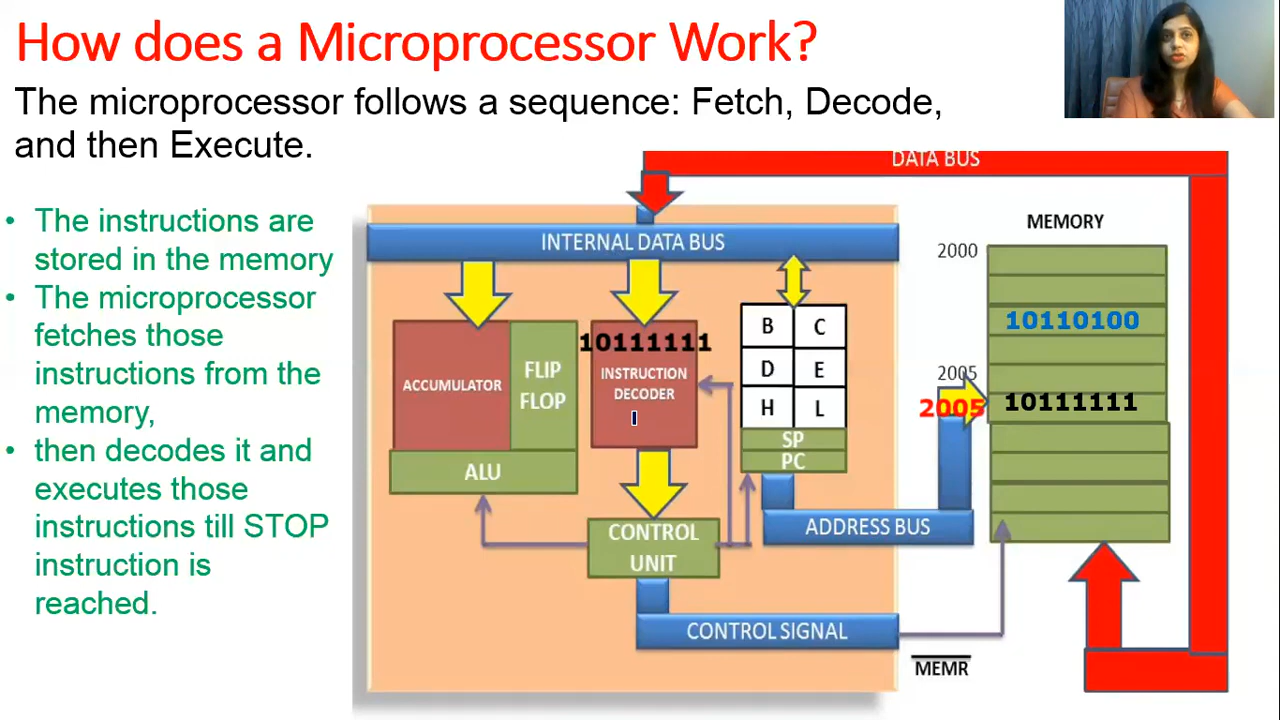 How does a Microprocessor Work?
The microprocessor follows a sequence: Fetch, Decode,
and then Execute.
• The instructions are
stored in the memory
• The microprocessor
fetches those
instructions from the
memory,
• then decodes it and
executes those
instructions till STOP
instruction is
reached.
DATA BUS
INTERNAL DATA BUS
MEMORY
2000
10110100
2005
2005
10111111
ACCUMULATOR
FLIP
FLOP
ALU
10111111
INSTRUCTION
DECODER
B C
D E
H L
SP
PC
CONTROL
UNIT
ADDRESS BUS
CONTROL SIGNAL
MEMR